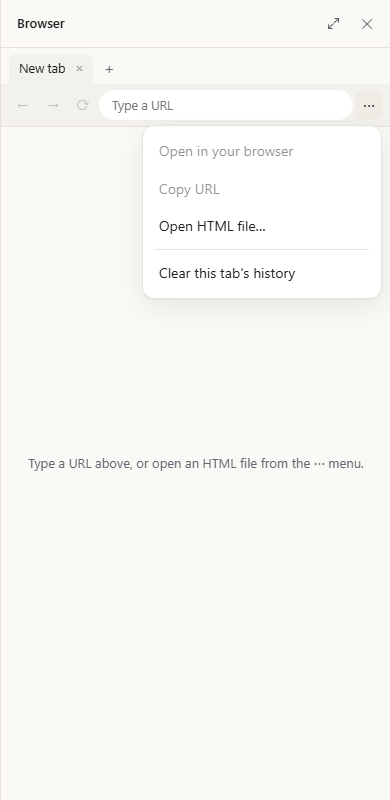 Browser
New tab × +
← → Type a URL ···
Open in your browser
Copy URL
Open HTML file...
Clear this tab's history
Type a URL above, or open an HTML file from the ··· menu.